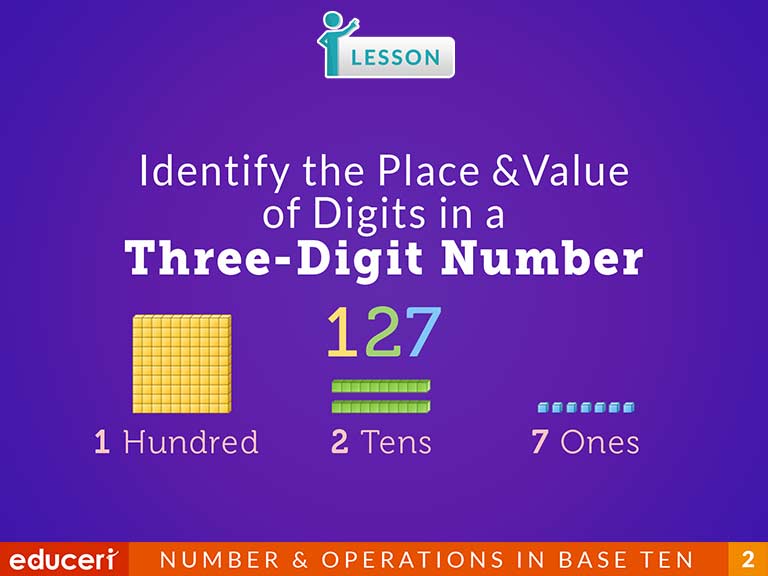 LESSON
Identify the Place &Value
of Digits in a
Three-Digit Number
127
1 Hundred
2 Tens
7 Ones
educeri
NUMBER & OPERATIONS IN BASE TEN
2